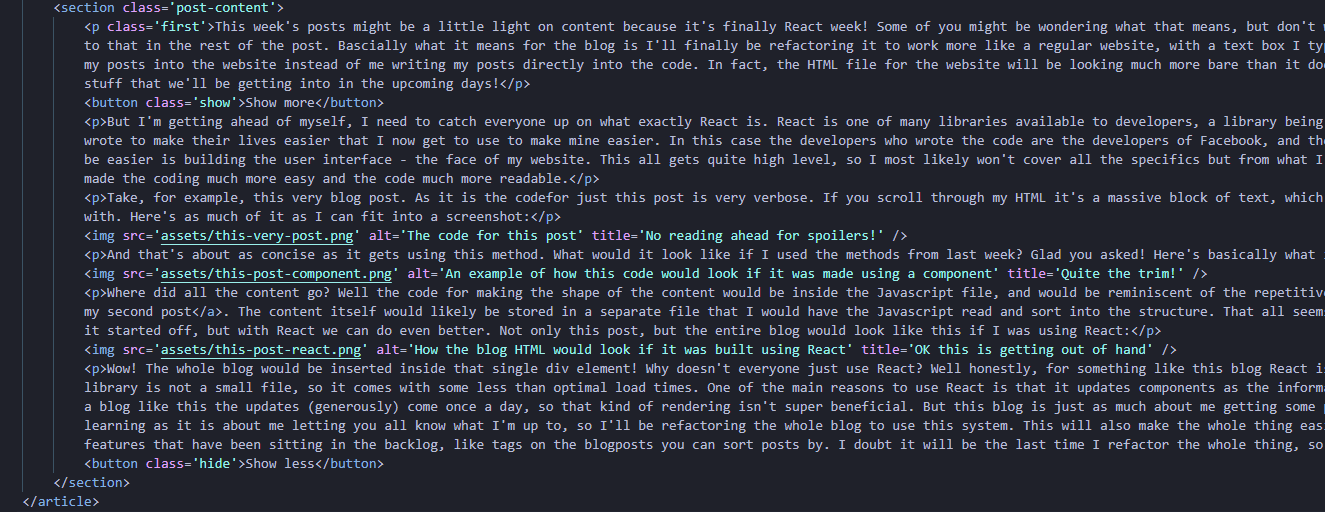 <section class='post-content'>
<p class='first'>This week's posts might be a little light on content because it's finally React week! Some of you might be wondering what that means, but don't
to that in the rest of the post. Bascially what it means for the blog is I'll finally be refactoring it to work more like a regular website, with a text box I
my posts into the website instead of me writing my posts directly into the code. In fact, the HTML file for the website will be looking much more bare than it
stuff that we'll be getting into in the upcoming days!</p>
<button class='show'>Show more</button>
<p>But I'm getting ahead of myself, I need to catch everyone up on what exactly React is. React is one of many libraries available to developers, a library being
wrote to make their lives easier that I now get to use to make mine easier. In this case the developers who wrote the code are the developers of Facebook, and
be easier is building the user interface - the face of my website. This all gets quite high level, so I most likely won't cover all the specifics but from what I
made the coding much more easy and the code much more readable.</p>
<p>Take, for example, this very blog post. As it is the codefor just this post is very verbose. If you scroll through my HTML it's a massive block of text, which
with. Here's as much of it as I can fit into a screenshot:</p>
<img src='assets/this-very-post.png' alt='The code for this post' title='No reading ahead for spoilers!' />
<p>And that's about as concise as it gets using this method. What would it look like if I used the methods from last week? Glad you asked! Here's basically what
<img src='assets/this-post-component.png' alt='An example of how this code would look if it was made using a component' title='Quite the trim!' />
<p>Where did all the content go? Well the code for making the shape of the content would be inside the Javascript file, and would be reminiscent of the repetitive
my second post</a>. The content itself would likely be stored in a separate file that I would have the Javascript read and sort into the structure. That all
it started off, but with React we can do even better. Not only this post, but the entire blog would look like this if I was using React:</p>
<img src='assets/this-post-react.png' alt='How the blog HTML would look if it was built using React' title='OK this is getting out of hand' />
<p>Wow! The whole blog would be inserted inside that single div element! Why doesn't everyone just use React? Well honestly, for something like this blog React
library is not a small file, so it comes with some less than optimal load times. One of the main reasons to use React is that it updates components as the
a blog like this the updates (generously) come once a day, so that kind of rendering isn't super beneficial. But this blog is just as much about me getting some
learning as it is about me letting you all know what I'm up to, so I'll be refactoring the whole blog to use this system. This will also make the whole thing
features that have been sitting in the backlog, like tags on the blogposts you can sort posts by. I doubt it will be the last time I refactor the whole thing, so
<button class='hide'>Show less</button>
</section>
</article>